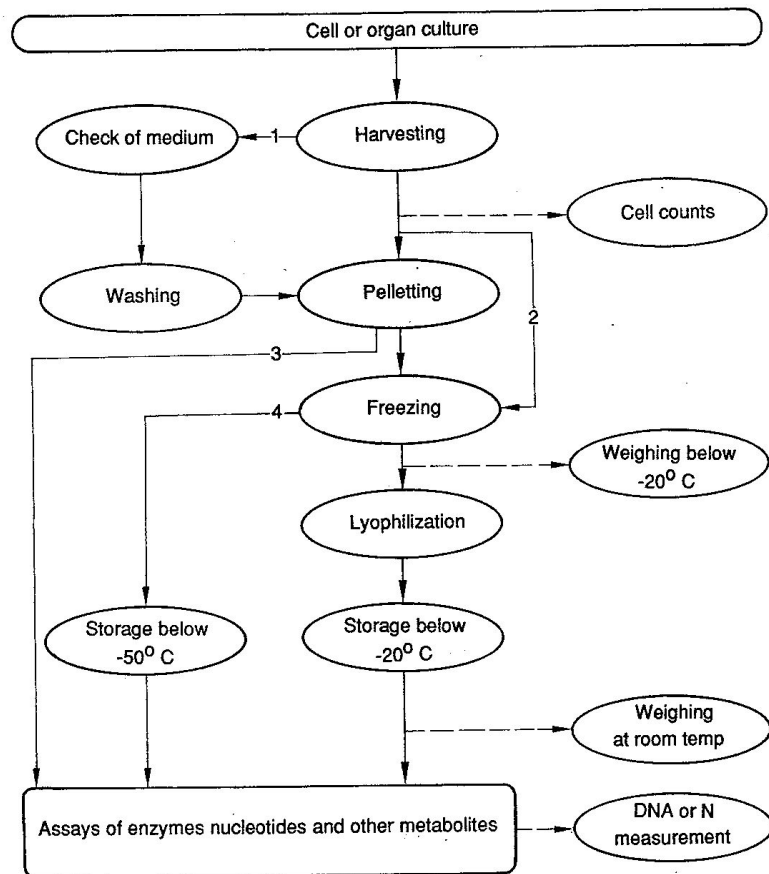 Cell or organ culture
Check of medium
1
Harvesting
Cell counts
Washing
Pelletting
2
3
4
Freezing
Weighing below
-20° C
Lyophilization
Storage below
-50° C
Storage below
-20° C
Weighing
at room temp
Assays of enzymes nucleotides and other metabolites
DNA or N
measurement